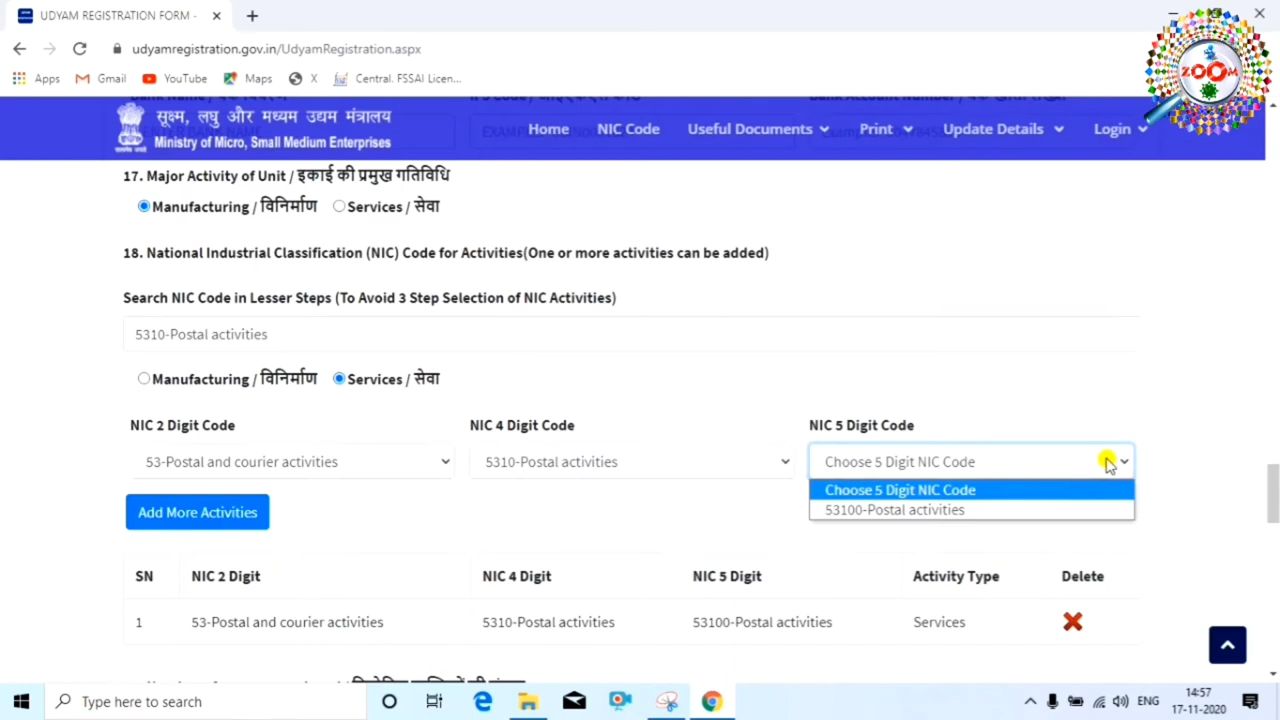 UDYAM REGISTRATION FORM -
udyamregistration.gov.in/UdyamRegistration.aspx
Apps Gmail YouTube Maps X Central. FSSAI Licen...
ZOOM
सूक्ष्म, लघु और मध्यम उद्यम मंत्रालय
Ministry of Micro, Small Medium Enterprises
Home NIC Code Useful Documents Print Update Details Login
17. Major Activity of Unit / इकाई की प्रमुख गतिविधि
Manufacturing / विनिर्माण Services / सेवा
18. National Industrial Classification (NIC) Code for Activities(One or more activities can be added)
Search NIC Code in Lesser Steps (To Avoid 3 Step Selection of NIC Activities)
5310-Postal activities
Manufacturing / विनिर्माण Services / सेवा
NIC 2 Digit Code NIC 4 Digit Code NIC 5 Digit Code
53-Postal and courier activities 5310-Postal activities Choose 5 Digit NIC Code
Choose 5 Digit NIC Code
53100-Postal activities
Add More Activities
SN NIC 2 Digit NIC 4 Digit NIC 5 Digit Activity Type Delete
1 53-Postal and courier activities 5310-Postal activities 53100-Postal activities Services
Type here to search
ENG
14:57
17-11-2020